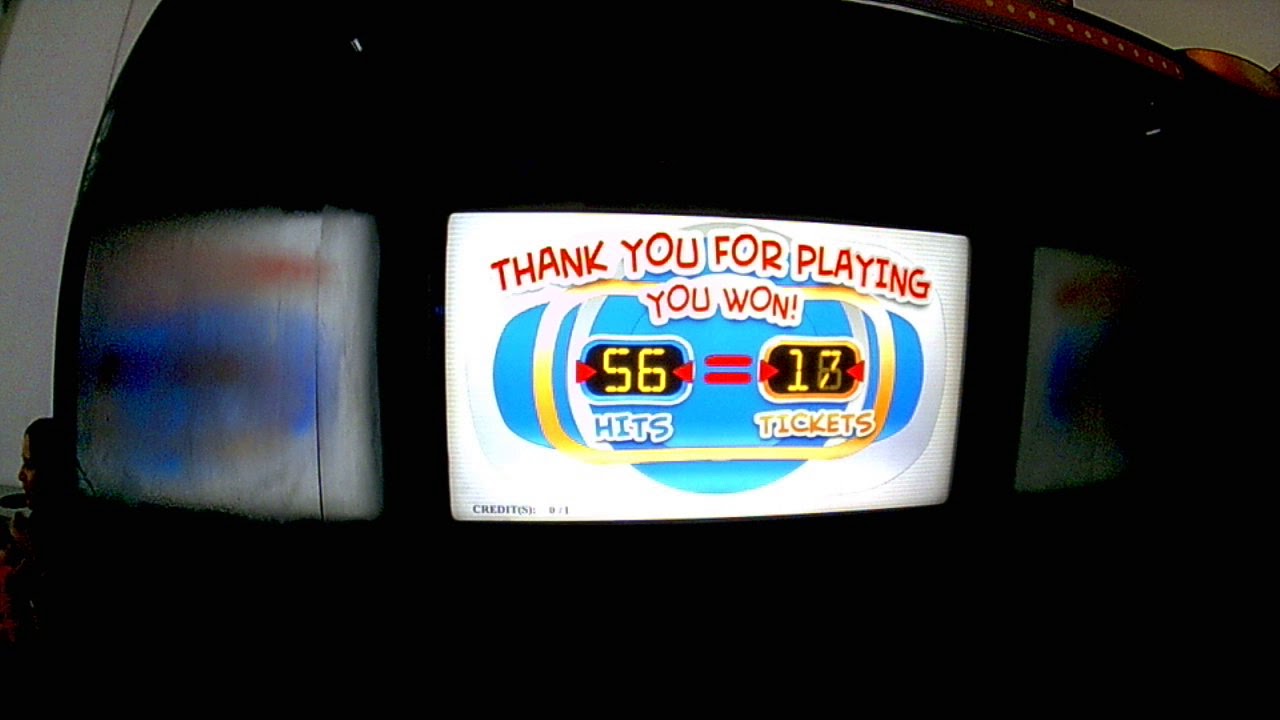 THANK YOU FOR PLAYING
YOU WON!
56 = 
HITS TICKETS
CREDIT(S): 0 / 1